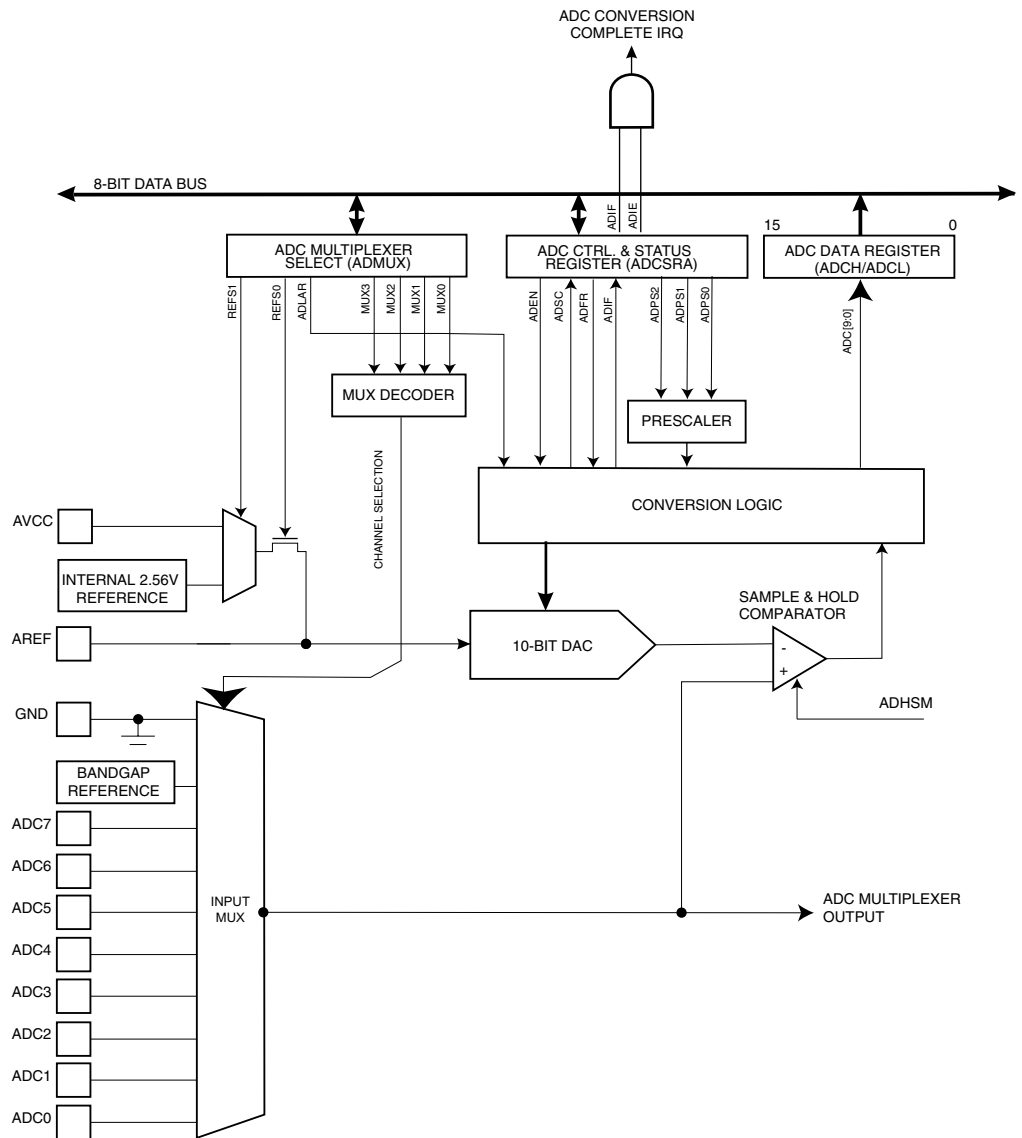 ADC CONVERSION
COMPLETE IRQ
8-BIT DATA BUS
ADIF
ADIE
15
0
ADC MULTIPLEXER
SELECT (ADMUX)
ADC CTRL. & STATUS
REGISTER (ADCSRA)
ADC DATA REGISTER
(ADCH/ADCL)
REFS1
REFS0
ADLAR
MUX3
MUX2
MUX1
MUX0
ADEN
ADSC
ADFR
ADIF
ADPS2
ADPS1
ADPS0
ADC[9:0]
MUX DECODER
PRESCALER
CHANNEL SELECTION
CONVERSION LOGIC
AVCC
INTERNAL 2.56V
REFERENCE
SAMPLE & HOLD
COMPARATOR
AREF
10-BIT DAC
-
+
ADHSM
GND
BANDGAP
REFERENCE
ADC7
ADC6
ADC5
ADC4
ADC3
ADC2
ADC1
ADC0
INPUT
MUX
ADC MULTIPLEXER
OUTPUT